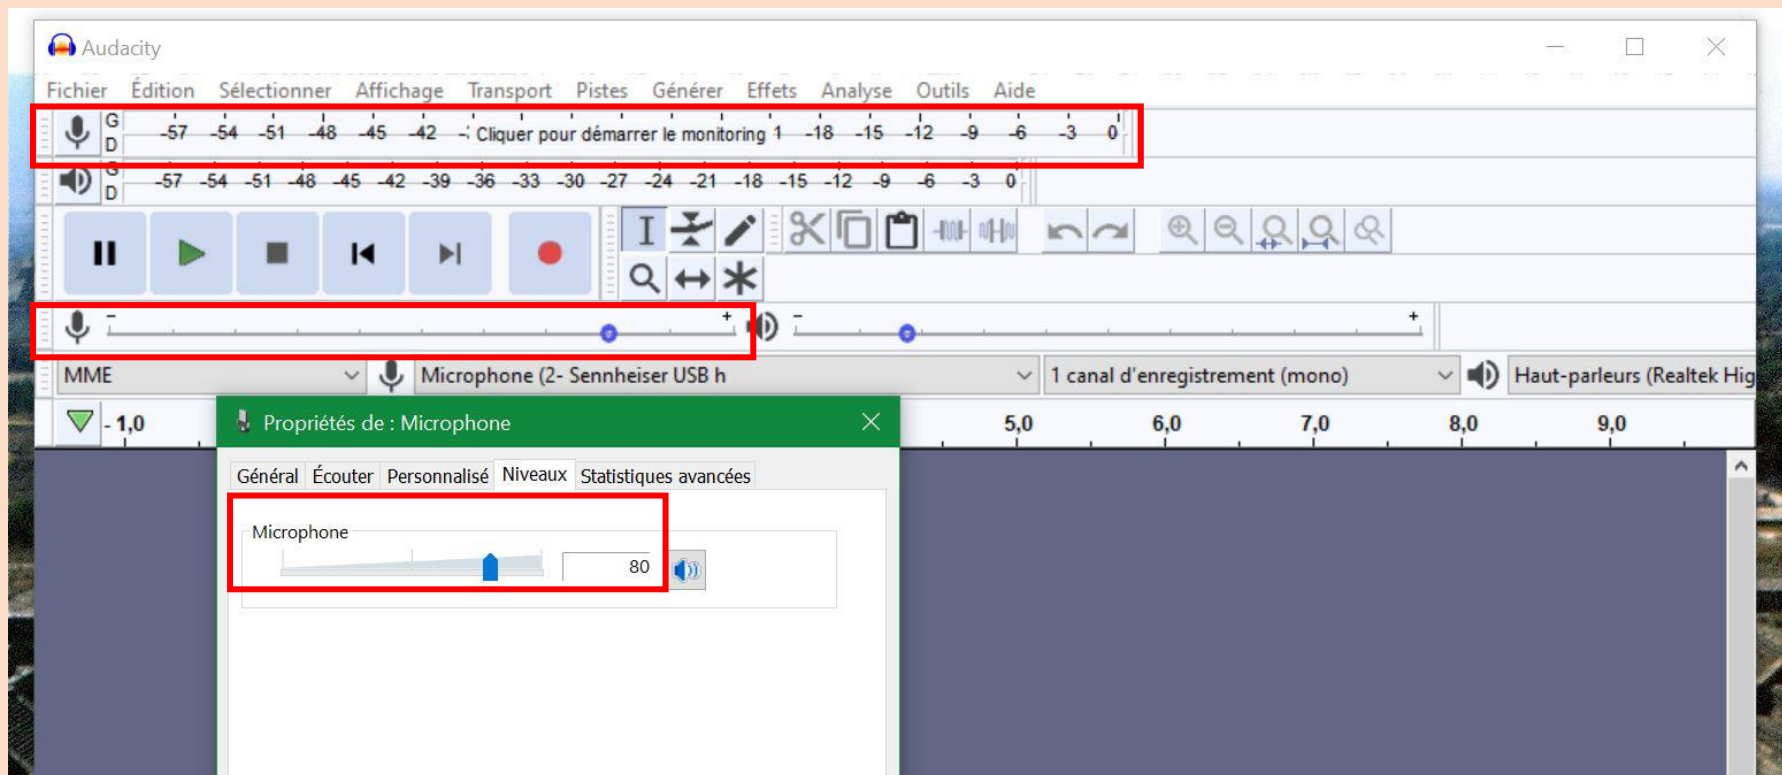 Audacity
Fichier Édition Sélectionner Affichage Transport Pistes Générer Effets Analyse Outils Aide
G
D
-57 -54 -51 -48 -45 -42 - Cliquer pour démarrer le monitoring 1 -18 -15 -12 -9 -6 -3 0
G
D
-57 -54 -51 -48 -45 -42 -39 -36 -33 -30 -27 -24 -21 -18 -15 -12 -9 -6 -3 0
- + - +
MME Microphone (2- Sennheiser USB h 1 canal d'enregistrement (mono) Haut-parleurs (Realtek Hig
- 1,0 5,0 6,0 7,0 8,0 9,0
Propriétés de : Microphone
Général Écouter Personnalisé Niveaux Statistiques avancées
Microphone
80